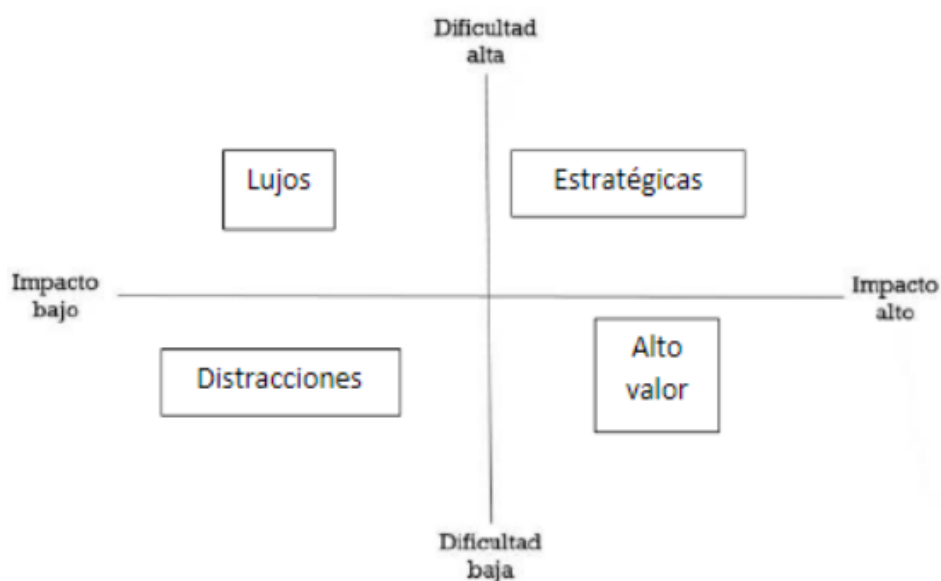 Dificultad
alta
Lujos
Estratégicas
Impacto
bajo
Impacto
alto
Distracciones
Alto
valor
Dificultad
baja